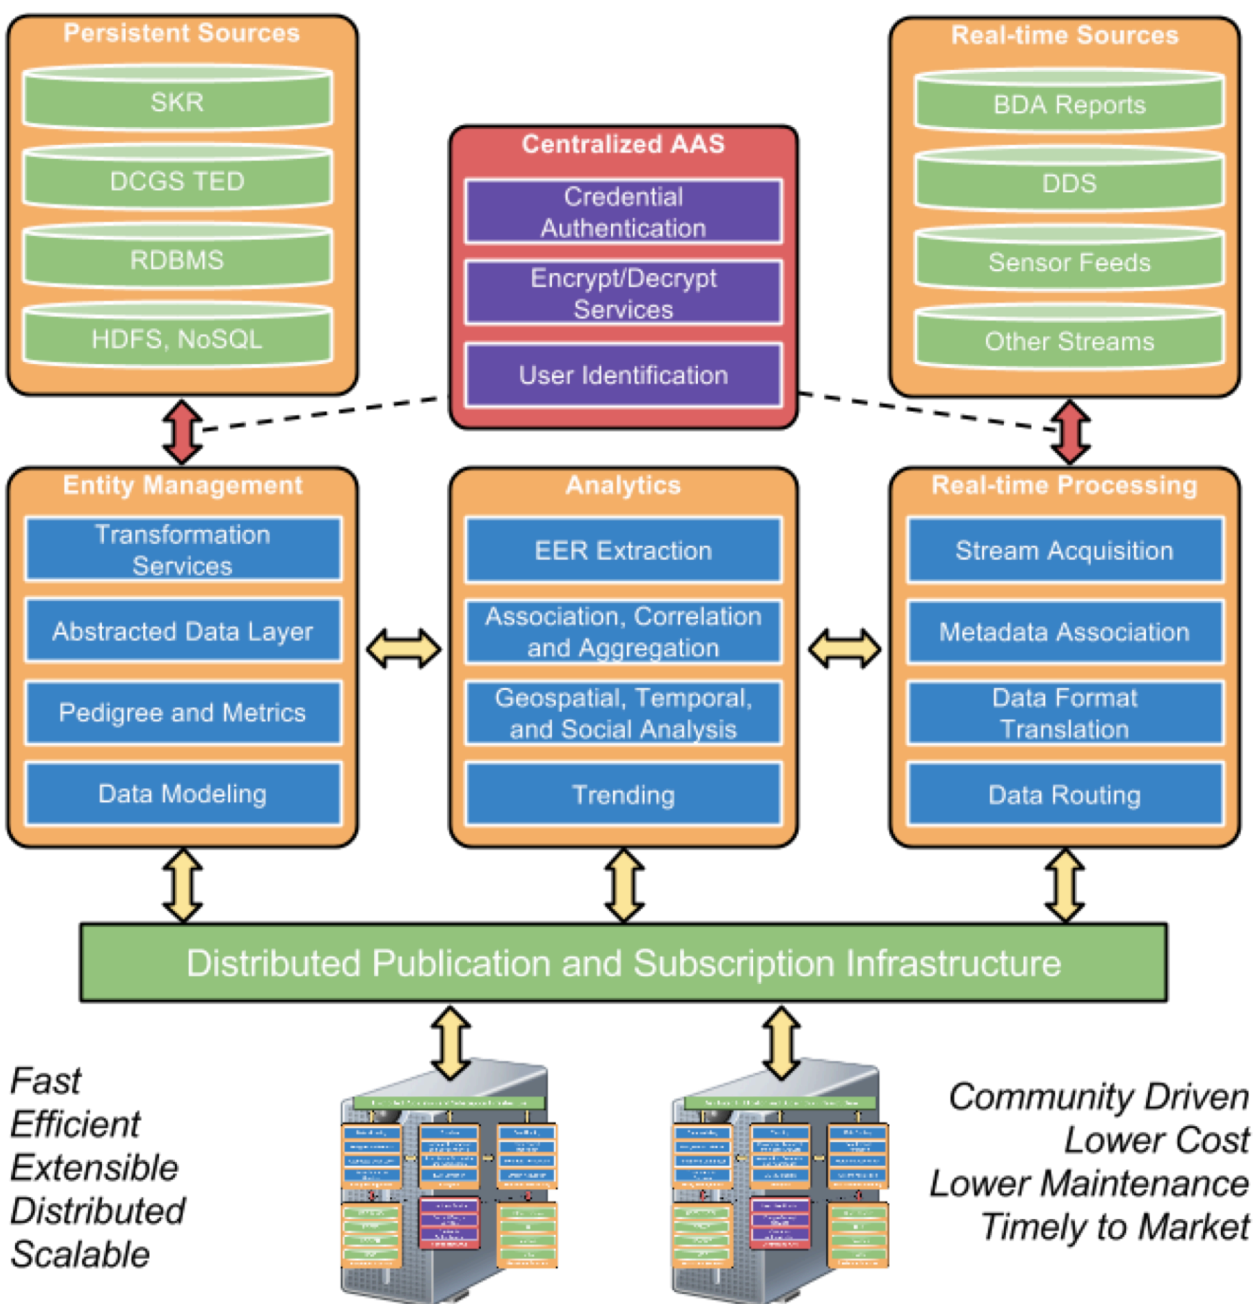 Persistent Sources
SKR
DCGS TED
RDBMS
HDFS, NoSQL
Centralized AAS
Credential
Authentication
Encrypt/Decrypt
Services
User Identification
Real-time Sources
BDA Reports
DDS
Sensor Feeds
Other Streams
Entity Management
Transformation
Services
Abstracted Data Layer
Pedigree and Metrics
Data Modeling
Analytics
EER Extraction
Association, Correlation
and Aggregation
Geospatial, Temporal,
and Social Analysis
Trending
Real-time Processing
Stream Acquisition
Metadata Association
Data Format
Translation
Data Routing
Distributed Publication and Subscription Infrastructure
Fast
Efficient
Extensible
Distributed
Scalable
Community Driven
Lower Cost
Lower Maintenance
Timely to Market